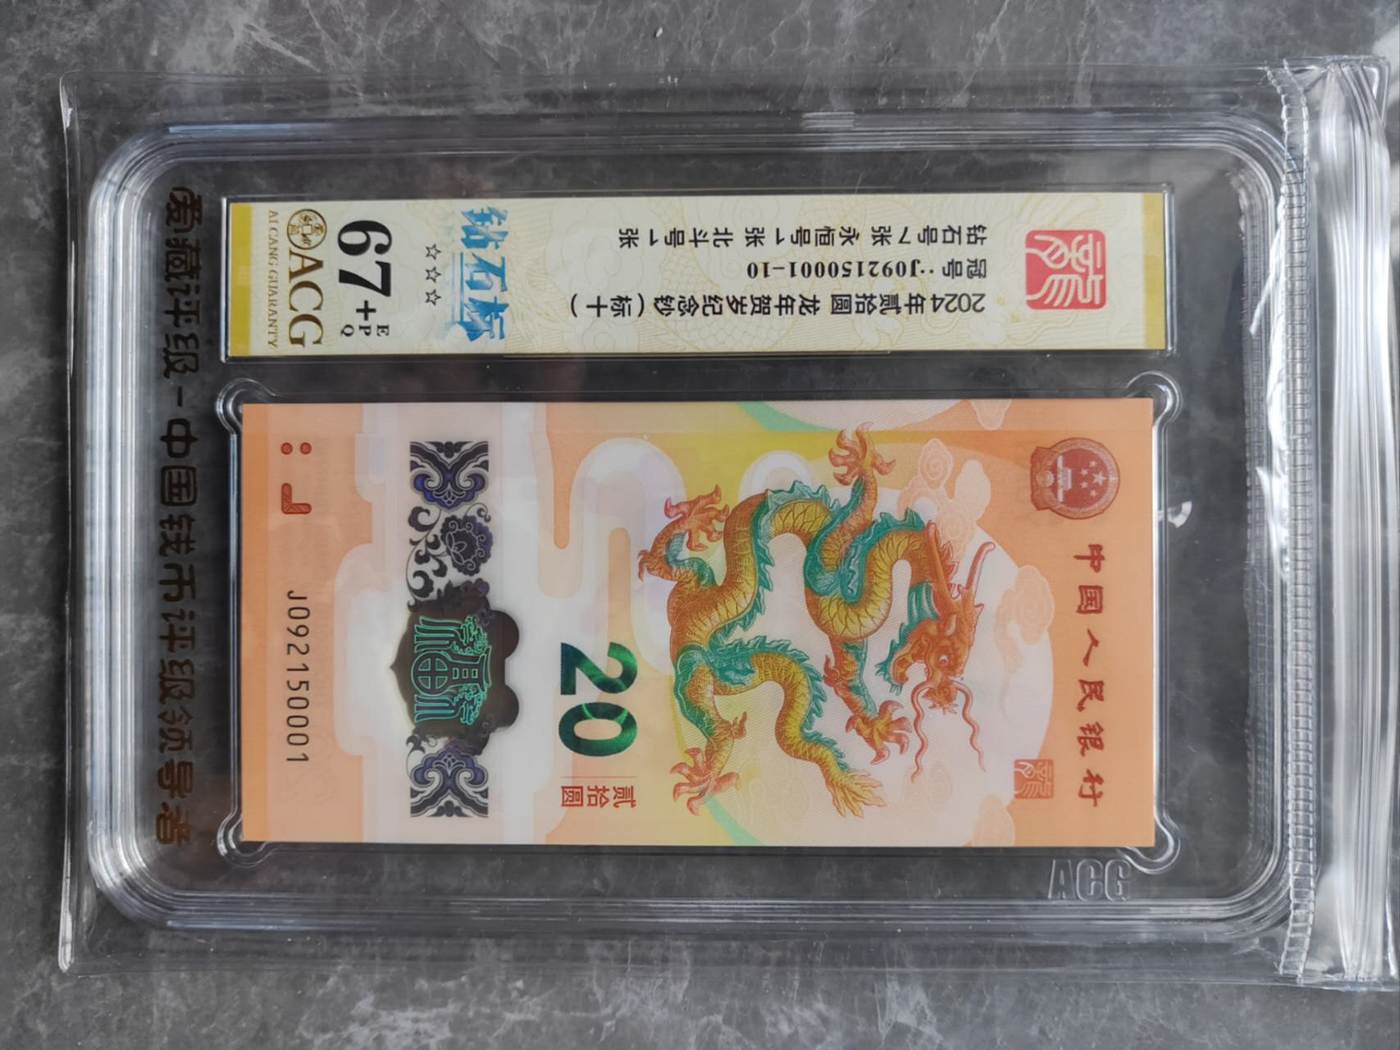 爱藏评级-中国钱币评级领导者
2024年贰拾圆 龙年贺岁纪念钞（标十）
冠号：J092150001-10
钻石号7张 永恒号1张 北斗号1张
钻石标
☆☆☆
67+
E
P
Q
ACG
AI CANG GUARANTY
中国人民银行
20
贰拾圆
福
J
J092150001
ACG